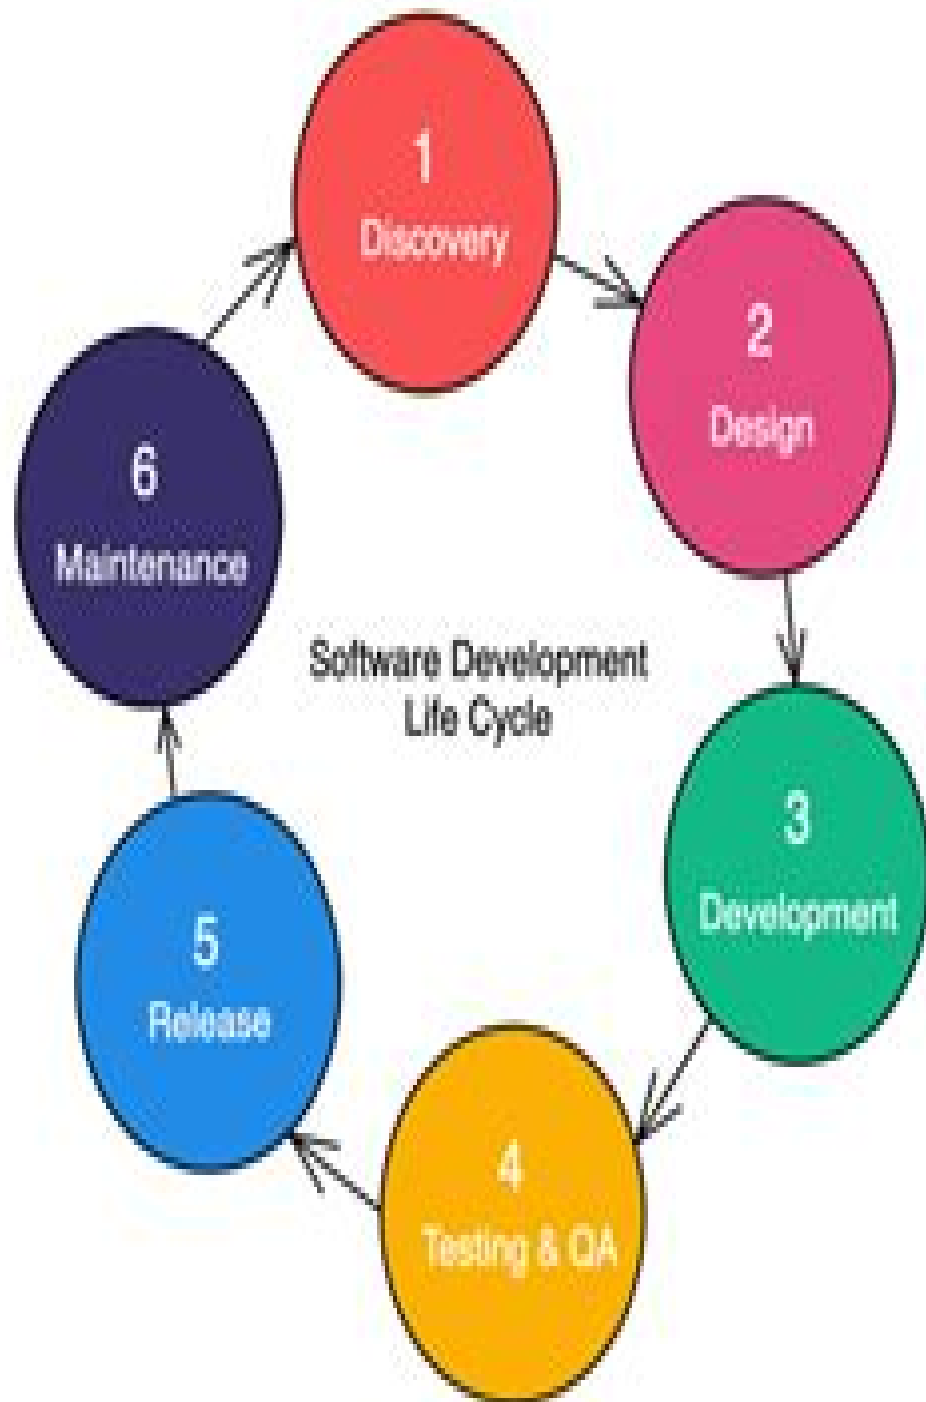 1
Discovery
2
Design
3
Development
4
Testing & QA
5
Release
6
Maintenance
Software Development
Life Cycle